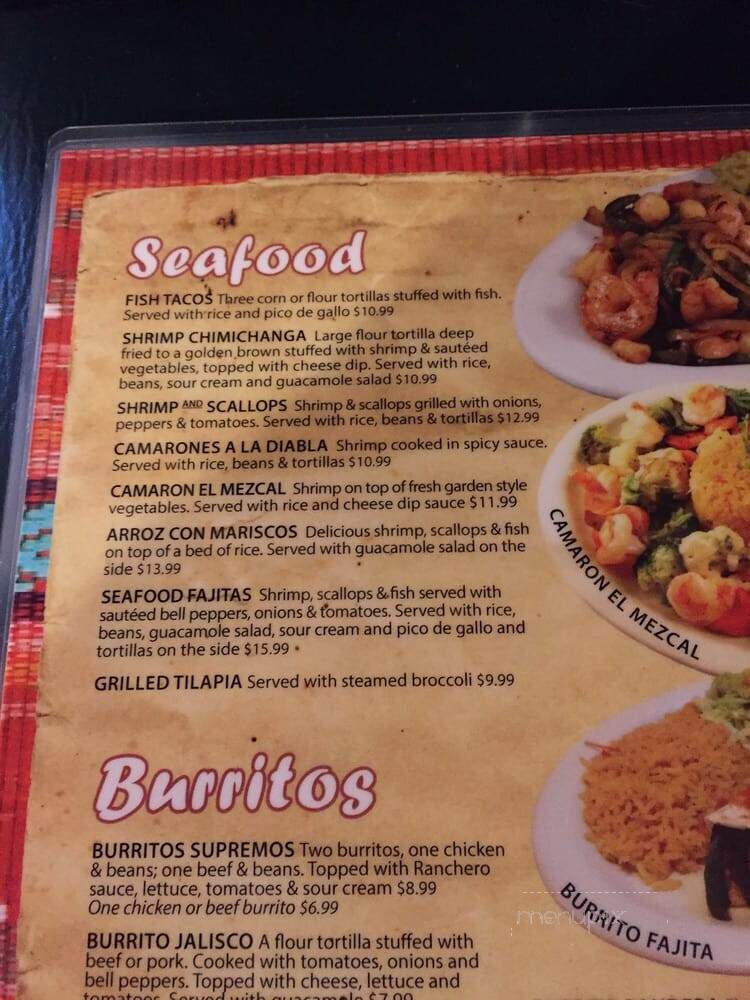 Seafood
FISH TACOS Three corn or flour tortillas stuffed with fish.
Served with rice and pico de gallo $10.99
SHRIMP CHIMICHANGA Large flour tortilla deep
fried to a golden brown stuffed with shrimp & sautéed
vegetables, topped with cheese dip. Served with rice,
beans, sour cream and guacamole salad $10.99
SHRIMP AND SCALLOPS Shrimp & scallops grilled with onions,
peppers & tomatoes. Served with rice, beans & tortillas $12.99
CAMARONES A LA DIABLA Shrimp cooked in spicy sauce.
Served with rice, beans & tortillas $10.99
CAMARON EL MEZCAL Shrimp on top of fresh garden style
vegetables. Served with rice and cheese dip sauce $11.99
ARROZ CON MARISCOS Delicious shrimp, scallops & fish
on top of a bed of rice. Served with guacamole salad on the
side $13.99
SEAFOOD FAJITAS Shrimp, scallops & fish served with
sautéed bell peppers, onions & tomatoes. Served with rice,
beans, guacamole salad, sour cream and pico de gallo and
tortillas on the side $15.99
GRILLED TILAPIA Served with steamed broccoli $9.99
CAMARON EL MEZCAL
Burritos
BURRITOS SUPREMOS Two burritos, one chicken
& beans; one beef & beans. Topped with Ranchero
sauce, lettuce, tomatoes & sour cream $8.99
One chicken or beef burrito $6.99
BURRITO JALISCO A flour tortilla stuffed with
beef or pork. Cooked with tomatoes, onions and
bell peppers. Topped with cheese, lettuce and
tomatoes. Served with guacamole $7.99
BURRITO FAJITA
menupix